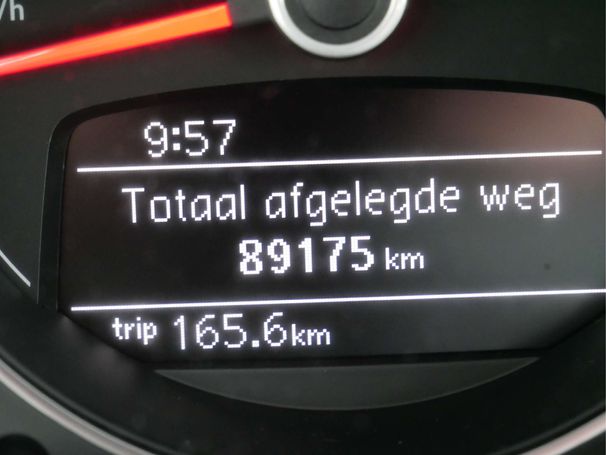 /h
9:57
Totaal afgelegde weg
89175 km
trip 165.6km